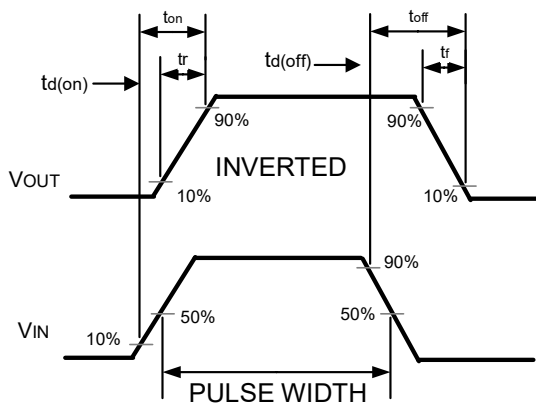 ton
toff
tr
td(off)
tf
td(on)
90%
90%
INVERTED
VOUT
10%
10%
90%
50%
50%
VIN
10%
PULSE WIDTH